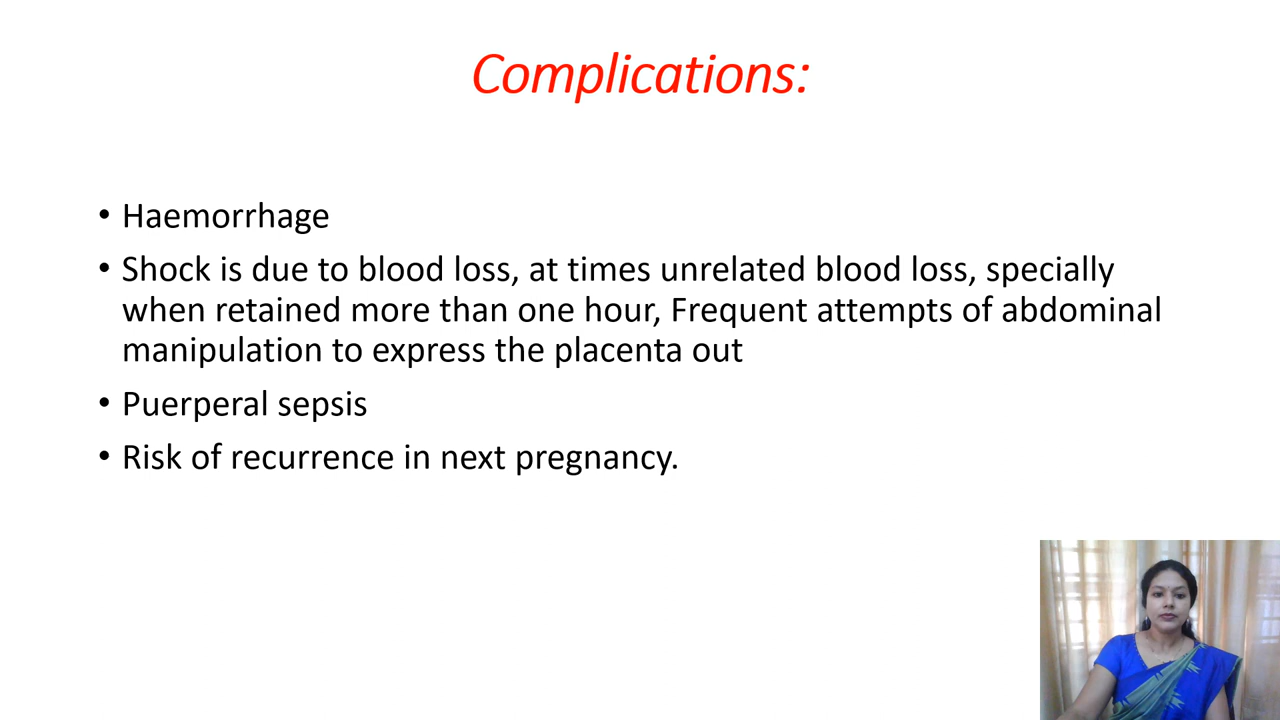 Complications:
• Haemorrhage
• Shock is due to blood loss, at times unrelated blood loss, specially
when retained more than one hour, Frequent attempts of abdominal
manipulation to express the placenta out
• Puerperal sepsis
• Risk of recurrence in next pregnancy.